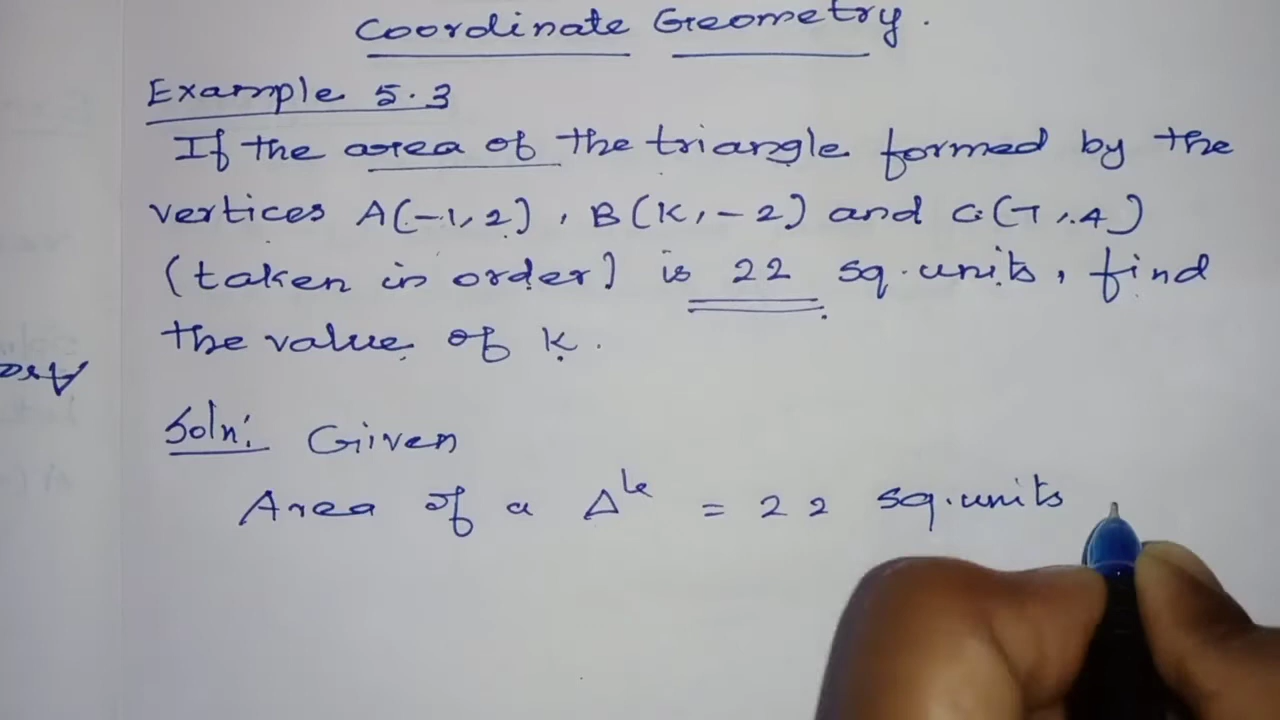 Coordinate Geometry.
Example 5.3
If the area of the triangle formed by the
vertices A(-1,2), B(K,-2) and C(7,4)
(taken in order) is 22 sq.units, find
the value of K.
Soln: Given
Area of a Δle = 22 sq.units